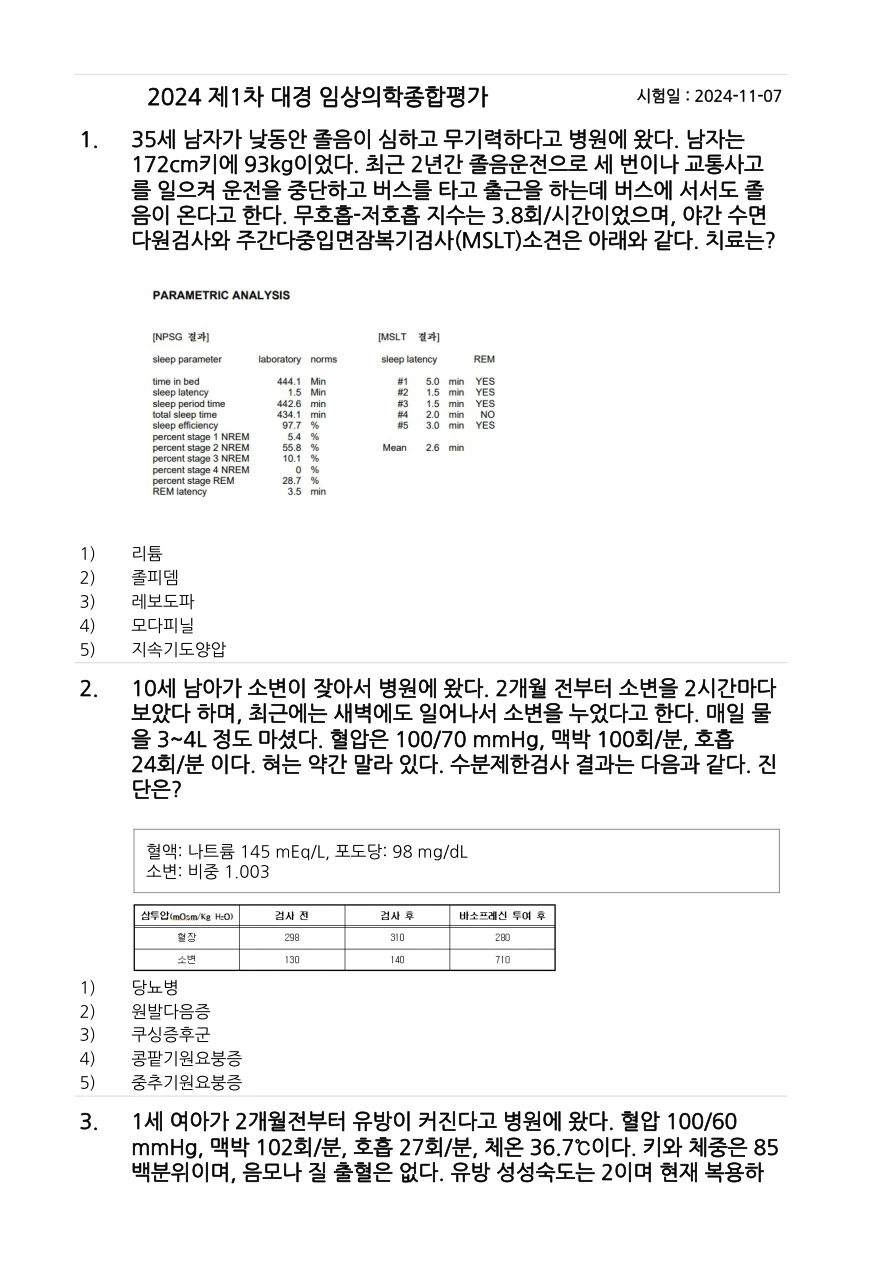 2024 제1차 대경 임상의학종합평가 시험일 : 2024-11-07
1. 35세 남자가 낮동안 졸음이 심하고 무기력하다고 병원에 왔다. 남자는
172cm키에 93kg이었다. 최근 2년간 졸음운전으로 세 번이나 교통사고
를 일으켜 운전을 중단하고 버스를 타고 출근을 하는데 버스에 서서도 졸
음이 온다고 한다. 무호흡-저호흡 지수는 3.8회/시간이었으며, 야간 수면
다원검사와 주간다중입면잠복기검사(MSLT)소견은 아래와 같다. 치료는?
PARAMETRIC ANALYSIS
[NPSG 결과] [MSLT 결과]
sleep parameter laboratory norms sleep latency REM
time in bed 444.1 Min #1 5.0 min YES
sleep latency 1.5 Min #2 1.5 min YES
sleep period time 442.6 min #3 1.5 min YES
total sleep time 434.1 min #4 2.0 min NO
sleep efficiency 97.7 % #5 3.0 min YES
percent stage 1 NREM 5.4 %
percent stage 2 NREM 55.8 % Mean 2.6 min
percent stage 3 NREM 10.1 %
percent stage 4 NREM 0 %
percent stage REM 28.7 %
REM latency 3.5 min
1) 리튬
2) 졸피뎀
3) 레보도파
4) 모다피닐
5) 지속기도양압
2. 10세 남아가 소변이 잦아서 병원에 왔다. 2개월 전부터 소변을 2시간마다
보았다 하며, 최근에는 새벽에도 일어나서 소변을 누었다고 한다. 매일 물
을 3~4L 정도 마셨다. 혈압은 100/70 mmHg, 맥박 100회/분, 호흡
24회/분 이다. 혀는 약간 말라 있다. 수분제한검사 결과는 다음과 같다. 진
단은?
혈액: 나트륨 145 mEq/L, 포도당: 98 mg/dL
소변: 비중 1.003
삼투압(mOsm/Kg H₂O) 검사 전 검사 후 바소프레신 투여 후
혈장 298 310 280
소변 130 140 710
1) 당뇨병
2) 원발다음증
3) 쿠싱증후군
4) 콩팥기원요붕증
5) 중추기원요붕증
3. 1세 여아가 2개월전부터 유방이 커진다고 병원에 왔다. 혈압 100/60
mmHg, 맥박 102회/분, 호흡 27회/분, 체온 36.7℃이다. 키와 체중은 85
백분위이며, 음모나 질 출혈은 없다. 유방 성성숙도는 2이며 현재 복용하